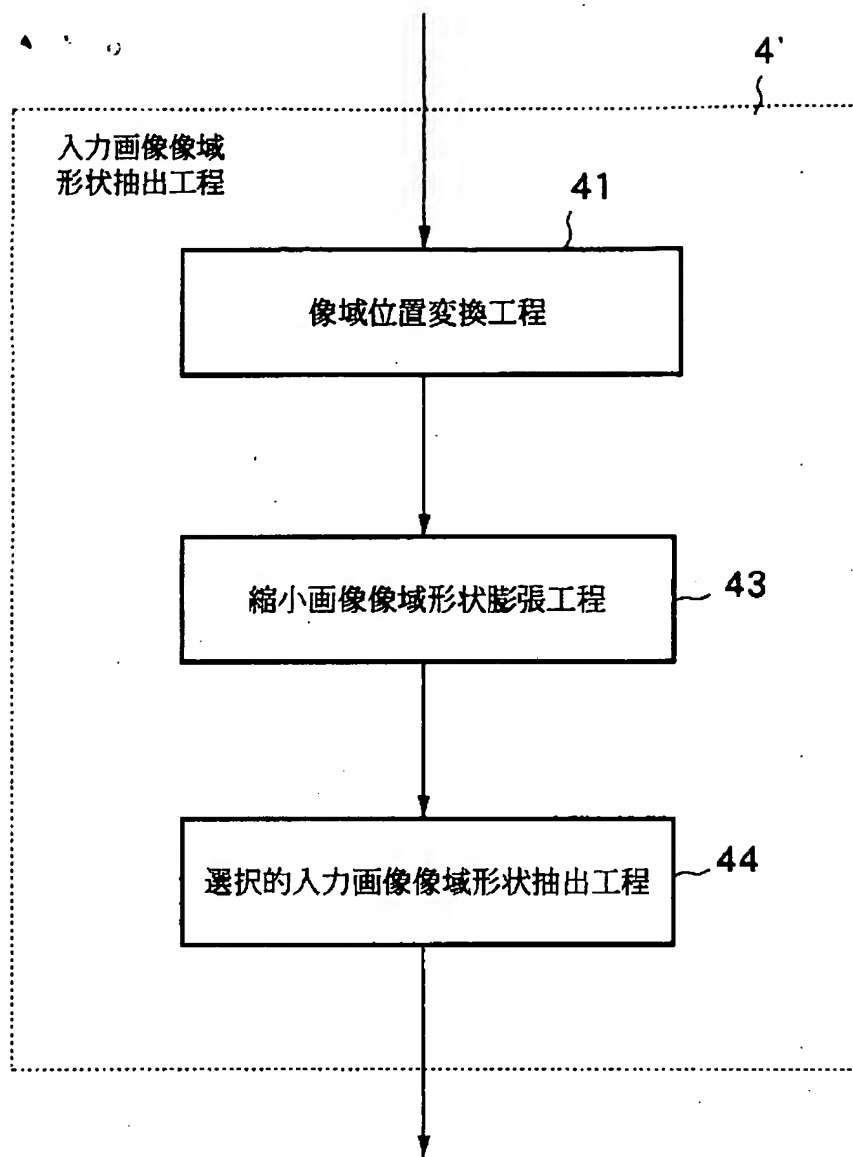 4'
入力画像像域
形状抽出工程
41
像域位置変換工程
縮小画像像域形状膨張工程
43
選択的入力画像像域形状抽出工程
44